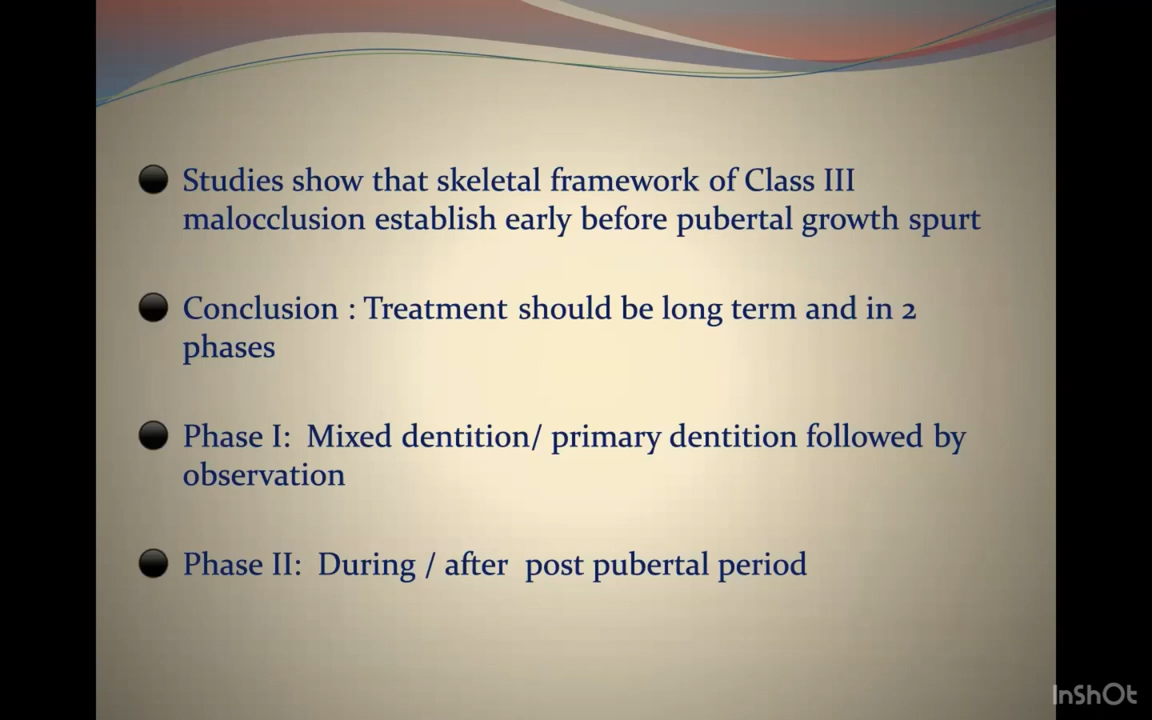 Studies show that skeletal framework of Class III
malocclusion establish early before pubertal growth spurt
Conclusion : Treatment should be long term and in 2
phases
Phase I: Mixed dentition/ primary dentition followed by
observation
Phase II: During / after post pubertal period
InShOt